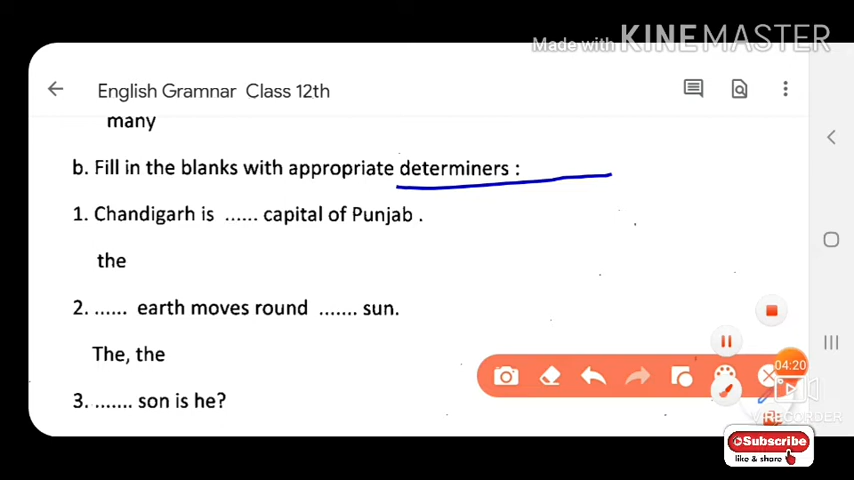 Made with KINEMASTER
English Gramnar Class 12th
many
b. Fill in the blanks with appropriate determiners :
1. Chandigarh is ...... capital of Punjab .
the
2. ...... earth moves round ....... sun.
The, the
3. ....... son is he?
04:20
Subscribe
like & share